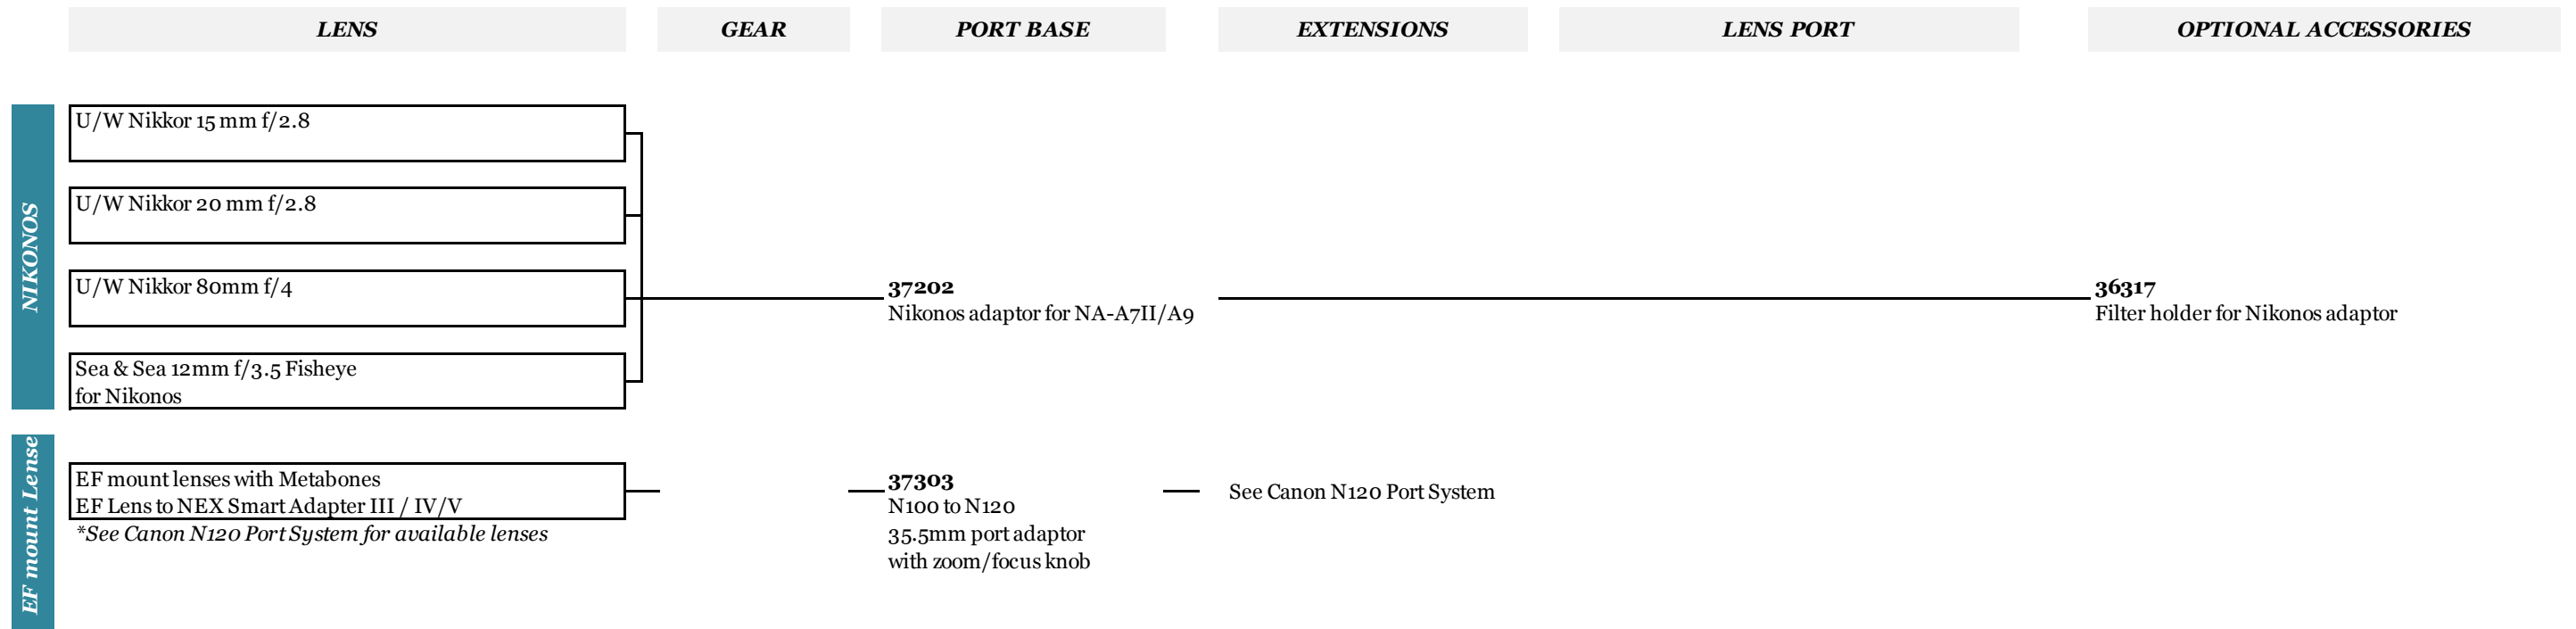 LENS GEAR PORT BASE EXTENSIONS LENS PORT OPTIONAL ACCESSORIES
NIKONOS
U/W Nikkor 15 mm f/2.8
U/W Nikkor 20 mm f/2.8
U/W Nikkor 80mm f/4
Sea & Sea 12mm f/3.5 Fisheye
for Nikonos
37202
Nikonos adaptor for NA-A7II/A9
36317
Filter holder for Nikonos adaptor
EF mount Lense
EF mount lenses with Metabones
EF Lens to NEX Smart Adapter III / IV/V
*See Canon N120 Port System for available lenses
37303
N100 to N120
35.5mm port adaptor
with zoom/focus knob
See Canon N120 Port System